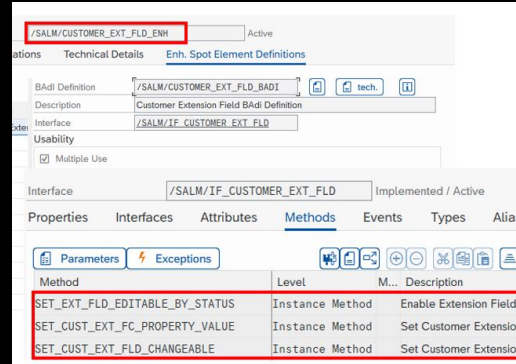 /SALM/CUSTOMER_EXT_FLD_ENH Active
ations Technical Details Enh. Spot Element Definitions
BAdI Definition /SALM/CUSTOMER_EXT_FLD_BADI tech.
Description Customer Extension Field BAdi Definition
Interface /SALM/IF_CUSTOMER_EXT_FLD
Usability
Multiple Use
Interface /SALM/IF_CUSTOMER_EXT_FLD Implemented / Active
Properties Interfaces Attributes Methods Events Types Alia
Parameters Exceptions
Method Level M... Description
SET_EXT_FLD_EDITABLE_BY_STATUS Instance Method Enable Extension Field
SET_CUST_EXT_FC_PROPERTY_VALUE Instance Method Set Customer Extensio
SET_CUST_EXT_FLD_CHANGEABLE Instance Method Set Customer Extensio